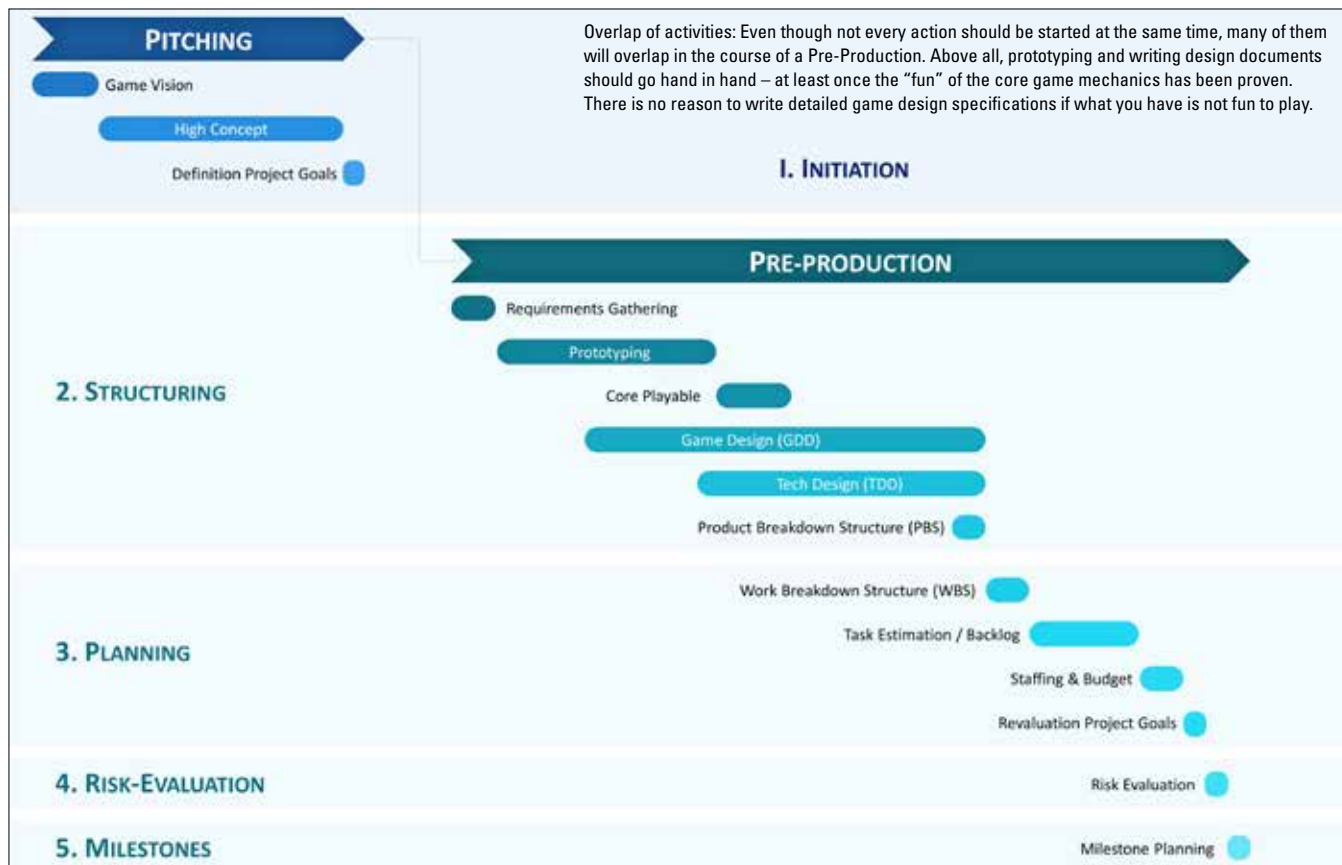 PITCHING
Overlap of activities: Even though not every action should be started at the same time, many of them
will overlap in the course of a Pre-Production. Above all, prototyping and writing design documents
should go hand in hand – at least once the “fun” of the core game mechanics has been proven.
There is no reason to write detailed game design specifications if what you have is not fun to play.
Game Vision
High Concept
Definition Project Goals
I. INITIATION
PRE-PRODUCTION
Requirements Gathering
Prototyping
2. STRUCTURING
Core Playable
Game Design (GDD)
Tech Design (TDD)
Product Breakdown Structure (PBS)
Work Breakdown Structure (WBS)
Task Estimation / Backlog
3. PLANNING
Staffing & Budget
Revaluation Project Goals
4. RISK-EVALUATION
Risk Evaluation
5. MILESTONES
Milestone Planning